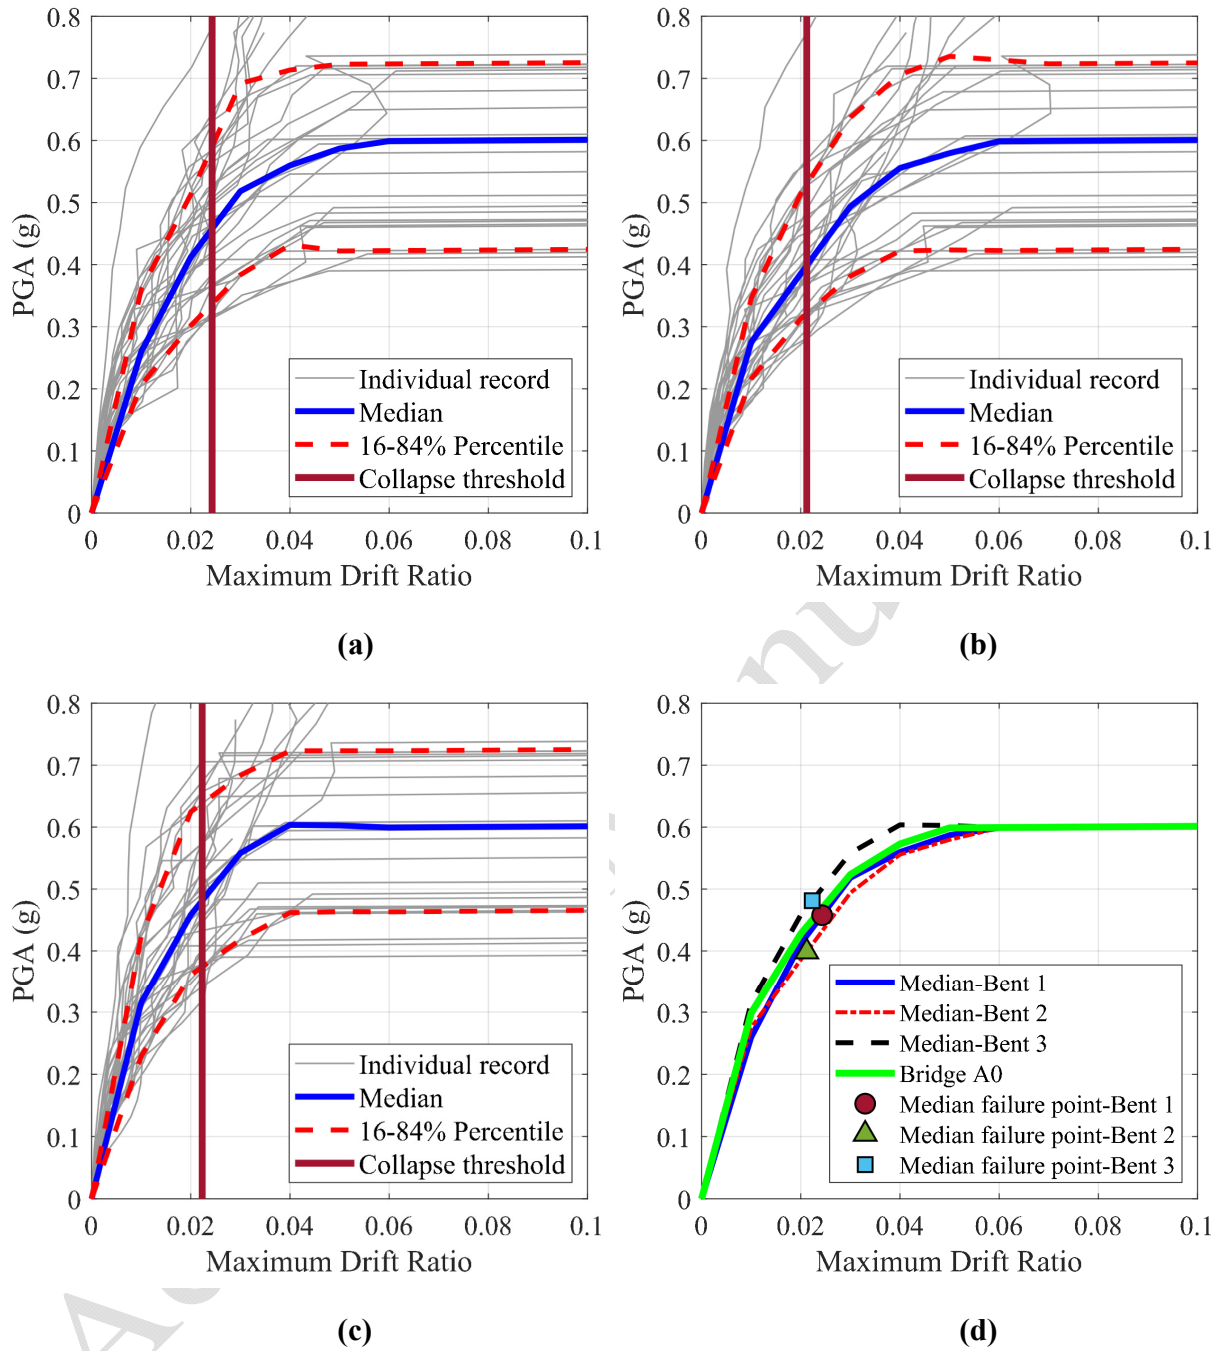 0.8
0.7
0.6
0.5
0.4
0.3
0.2
0.1
0
PGA (g)
Individual record
Median
16-84% Percentile
Collapse threshold
0 0.02 0.04 0.06 0.08 0.1
Maximum Drift Ratio
(a)
0.8
0.7
0.6
0.5
0.4
0.3
0.2
0.1
0
PGA (g)
Individual record
Median
16-84% Percentile
Collapse threshold
0 0.02 0.04 0.06 0.08 0.1
Maximum Drift Ratio
(b)
0.8
0.7
0.6
0.5
0.4
0.3
0.2
0.1
0
PGA (g)
Individual record
Median
16-84% Percentile
Collapse threshold
0 0.02 0.04 0.06 0.08 0.1
Maximum Drift Ratio
(c)
0.8
0.7
0.6
0.5
0.4
0.3
0.2
0.1
0
PGA (g)
Median-Bent 1
Median-Bent 2
Median-Bent 3
Bridge A0
Median failure point-Bent 1
Median failure point-Bent 2
Median failure point-Bent 3
0 0.02 0.04 0.06 0.08 0.1
Maximum Drift Ratio
(d)